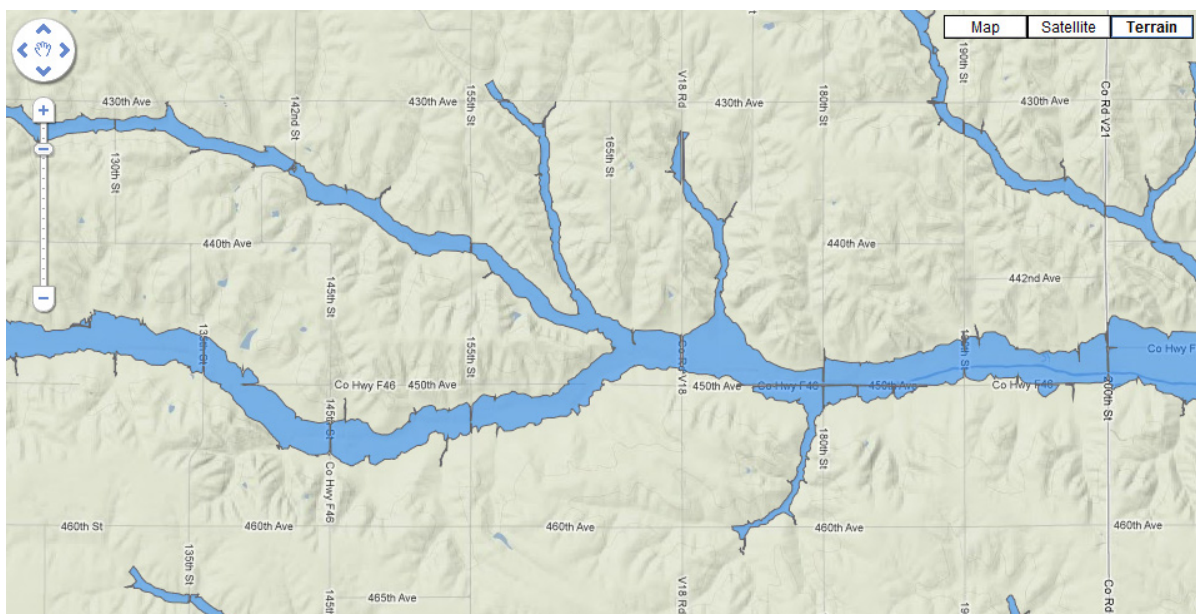 Map
Satellite
Terrain
190th St
430th Ave
142nd St
430th Ave
155th St
V18 Rd
430th Ave
180th St
430th Ave
Co Rd V21
130th St
165th St
440th Ave
440th Ave
442nd Ave
145th St
135th St
155th St
Co Rd V18
190th St
Co Hwy F
Co Hwy F46
450th Ave
450th Ave
Co Hwy F46
450th Ave
Co Hwy F46
200th St
145th St
180th St
Co Hwy F46
460th St
460th Ave
460th Ave
460th Ave
460th Ave
135th St
145th
465th Ave
V18 Rd
Co Rd